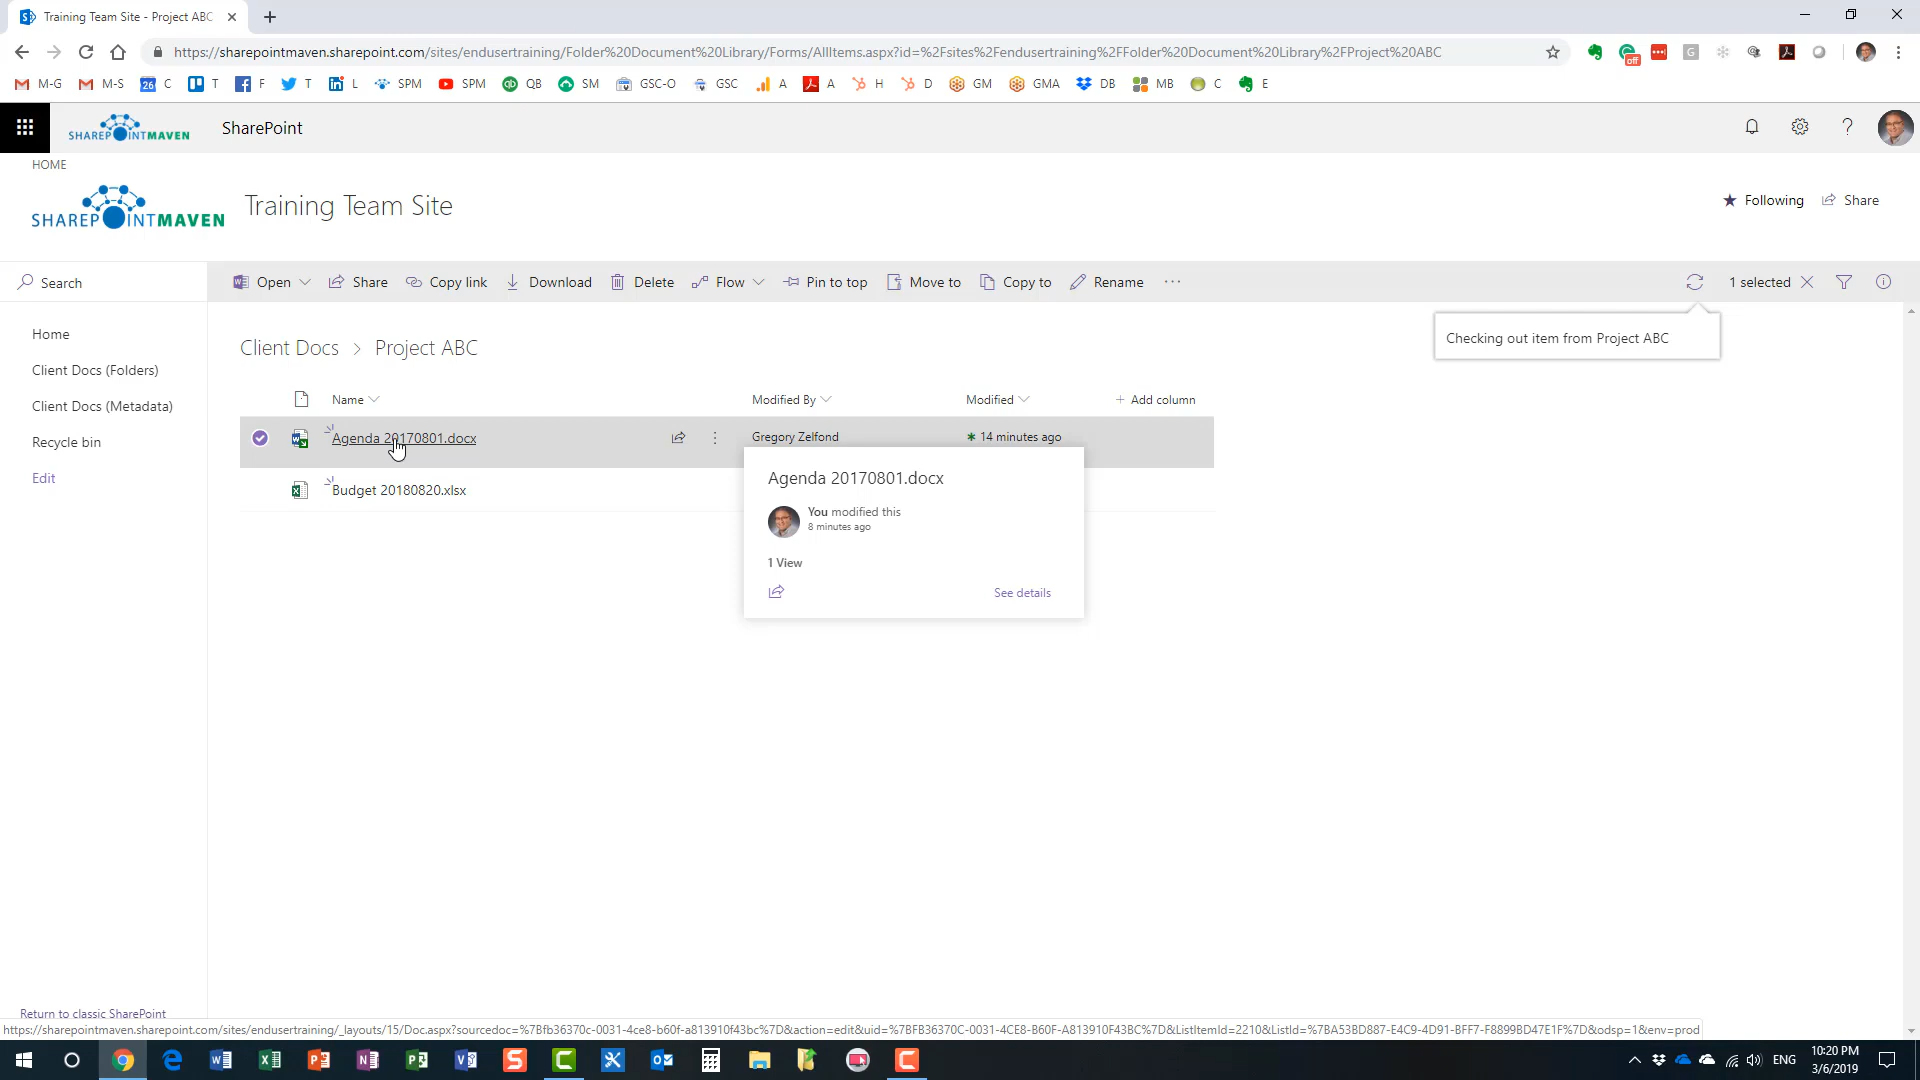 Training Team Site - Project ABC
https://sharepointmaven.sharepoint.com/sites/endusertraining/Folder%20Document%20Library/Forms/AllItems.aspx?id=%2Fsites%2Fendusertraining%2FFolder%20Document%20Library%2FProject%20ABC
off
M-G M-S 26 C T F T L SPM SPM QB SM GSC-O GSC A A H D GM GMA DB MB C E
SHAREPOINTMAVEN SharePoint
HOME
SHAREPOINTMAVEN
Training Team Site
Following Share
Search
Open Share Copy link Download Delete Flow Pin to top Move to Copy to Rename ...
1 selected
Checking out item from Project ABC
Home
Client Docs (Folders)
Client Docs (Metadata)
Recycle bin
Edit
Client Docs > Project ABC
Name Modified By Modified + Add column
Agenda 20170801.docx Gregory Zelfond 14 minutes ago
Budget 20180820.xlsx
Agenda 20170801.docx
You modified this
8 minutes ago
1 View
See details
Return to classic SharePoint
https://sharepointmaven.sharepoint.com/sites/endusertraining/_layouts/15/Doc.aspx?sourcedoc=%7Bfb36370c-0031-4ce8-b60f-a813910f43bc%7D&action=edit&uid=%7BFB36370C-0031-4CE8-B60F-A813910F43BC%7D&ListItemId=2210&ListId=%7BA53BD887-E4C9-4D91-BFF7-F8899BD47E1F%7D&odsp=1&env=prod
ENG
10:20 PM
3/6/2019